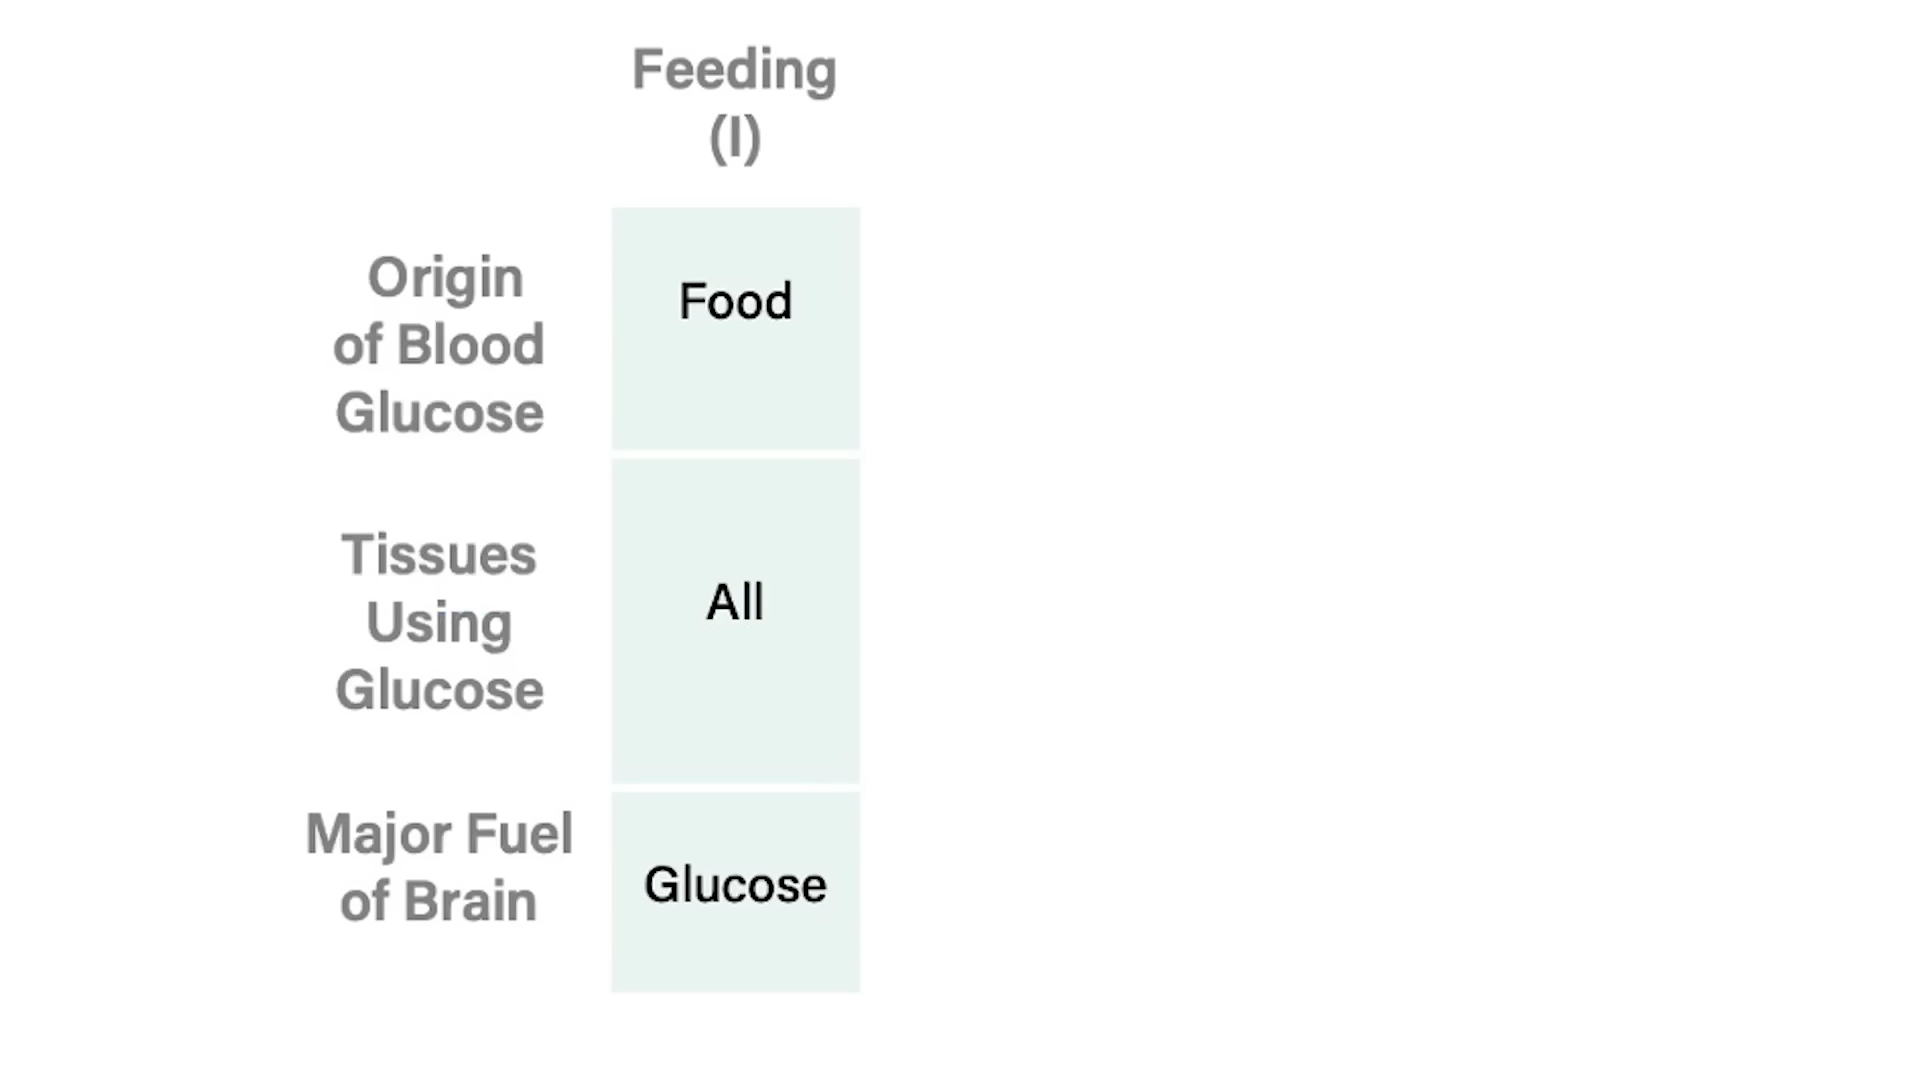 Feeding
(I)
Origin
of Blood
Glucose
Food
Tissues
Using
Glucose
All
Major Fuel
of Brain
Glucose